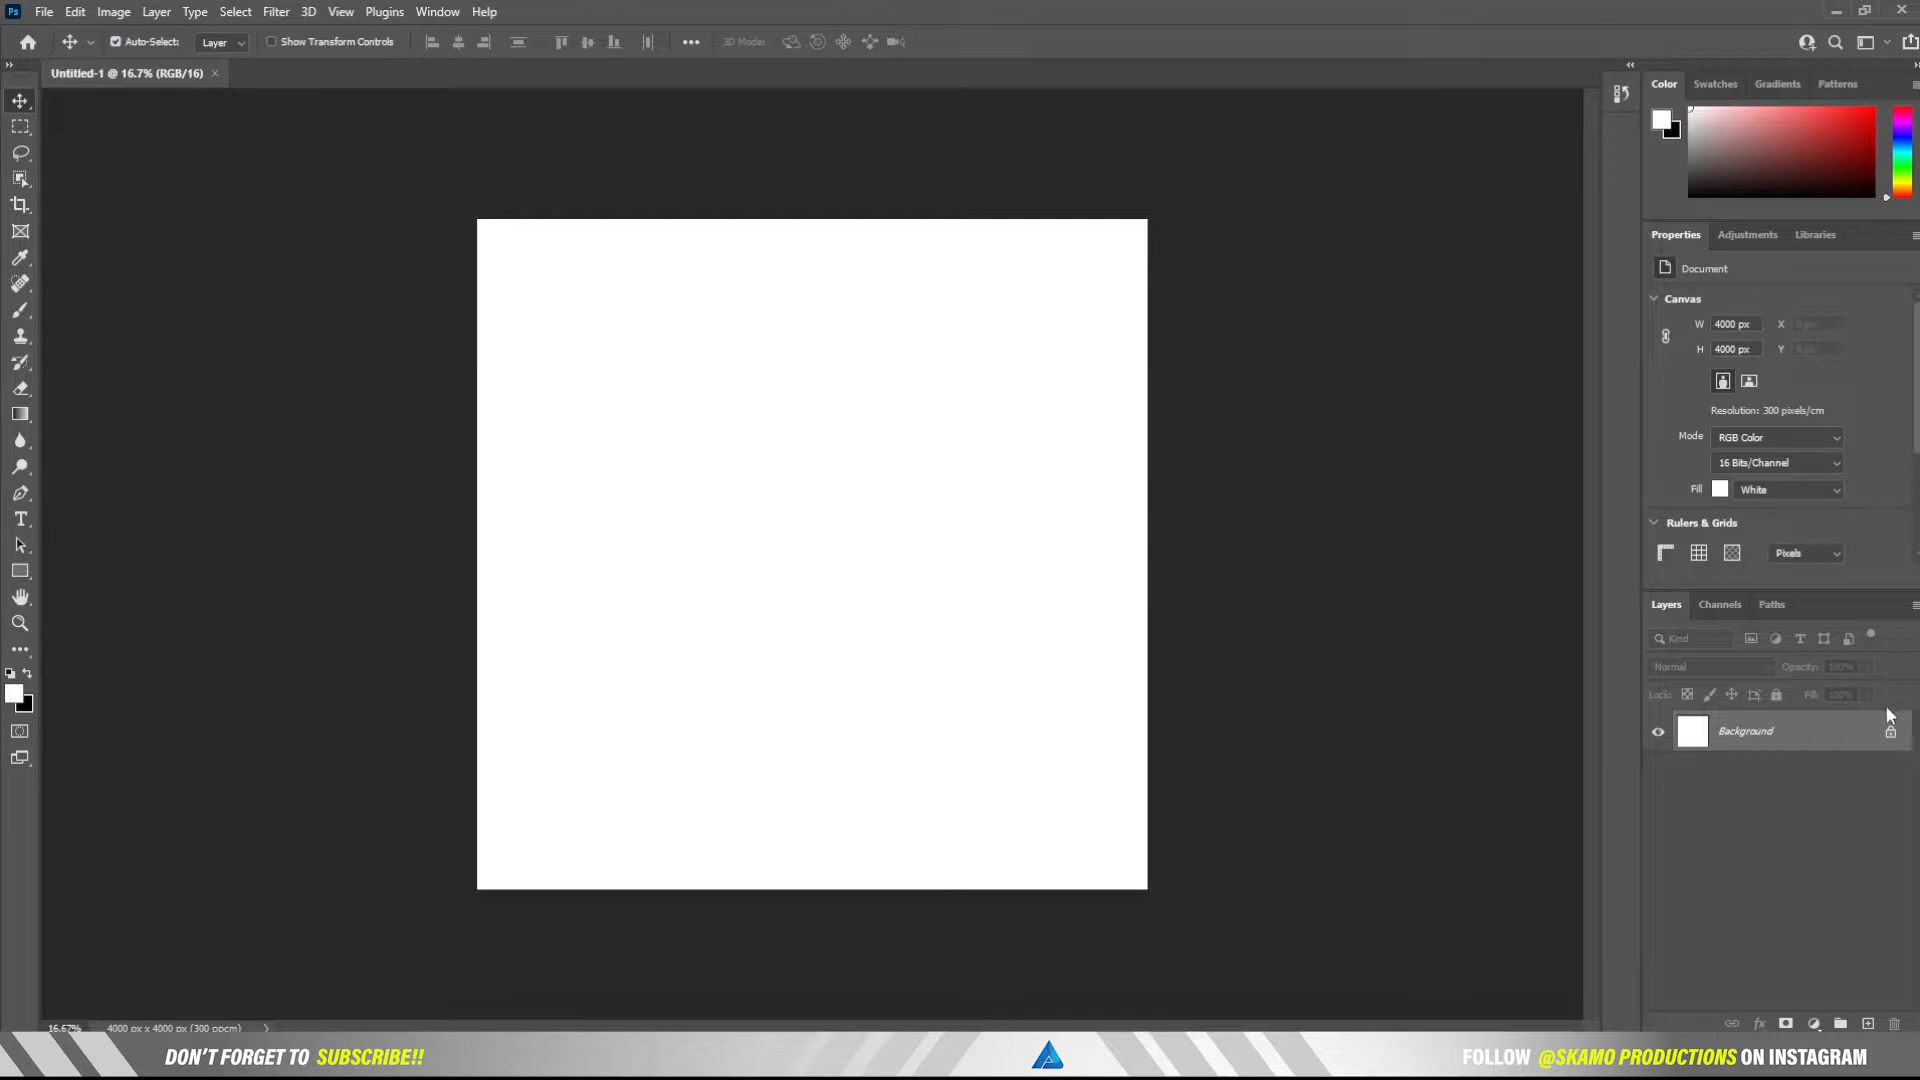 Ps File Edit Image Layer Type Select Filter 3D View Plugins Window Help
Auto-Select: Layer Show Transform Controls 3D Mode:
Untitled-1 @ 16.7% (RGB/16) ×
Color Swatches Gradients Patterns
Properties Adjustments Libraries
Document
Canvas
W 4000 px X
H 4000 px Y
Resolution: 300 pixels/cm
Mode RGB Color
16 Bits/Channel
Fill White
Rulers & Grids
Pixels
Layers Channels Paths
Kind
Normal Opacity: 100%
Lock: Fill: 100%
Background
16.67% 4000 px x 4000 px (300 ppcm)
DON'T FORGET TO SUBSCRIBE!!
FOLLOW @SKAMO PRODUCTIONS ON INSTAGRAM